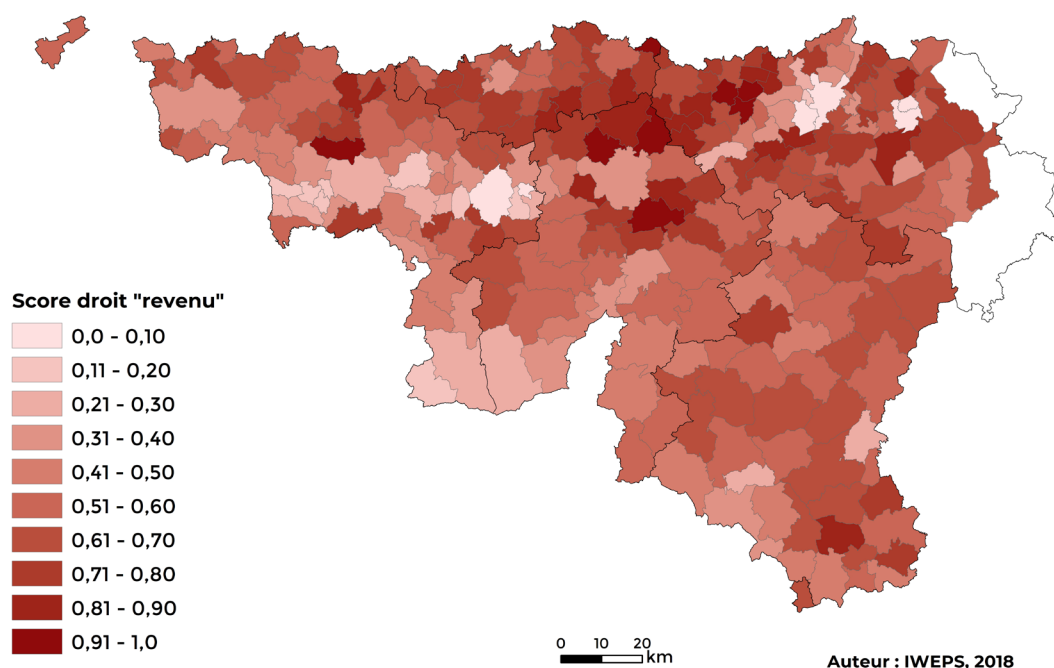 Score droit "revenu"
0,0 - 0,10
0,11 - 0,20
0,21 - 0,30
0,31 - 0,40
0,41 - 0,50
0,51 - 0,60
0,61 - 0,70
0,71 - 0,80
0,81 - 0,90
0,91 - 1,0
0 10 20
km
Auteur : IWEPS, 2018